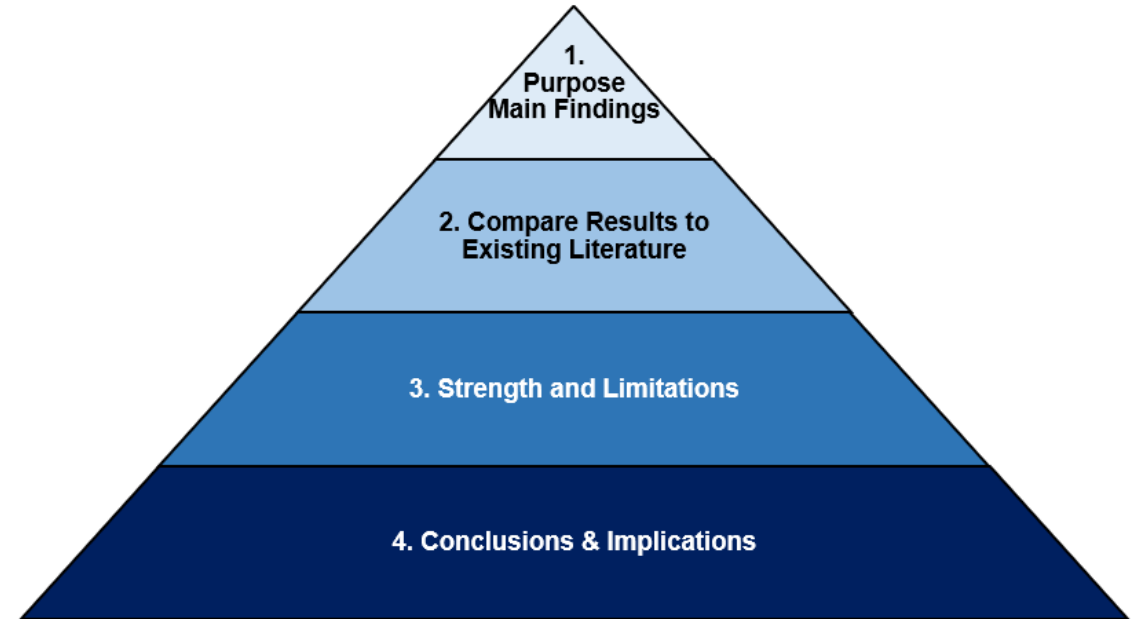 1.
Purpose
Main Findings
2. Compare Results to
Existing Literature
3. Strength and Limitations
4. Conclusions & Implications